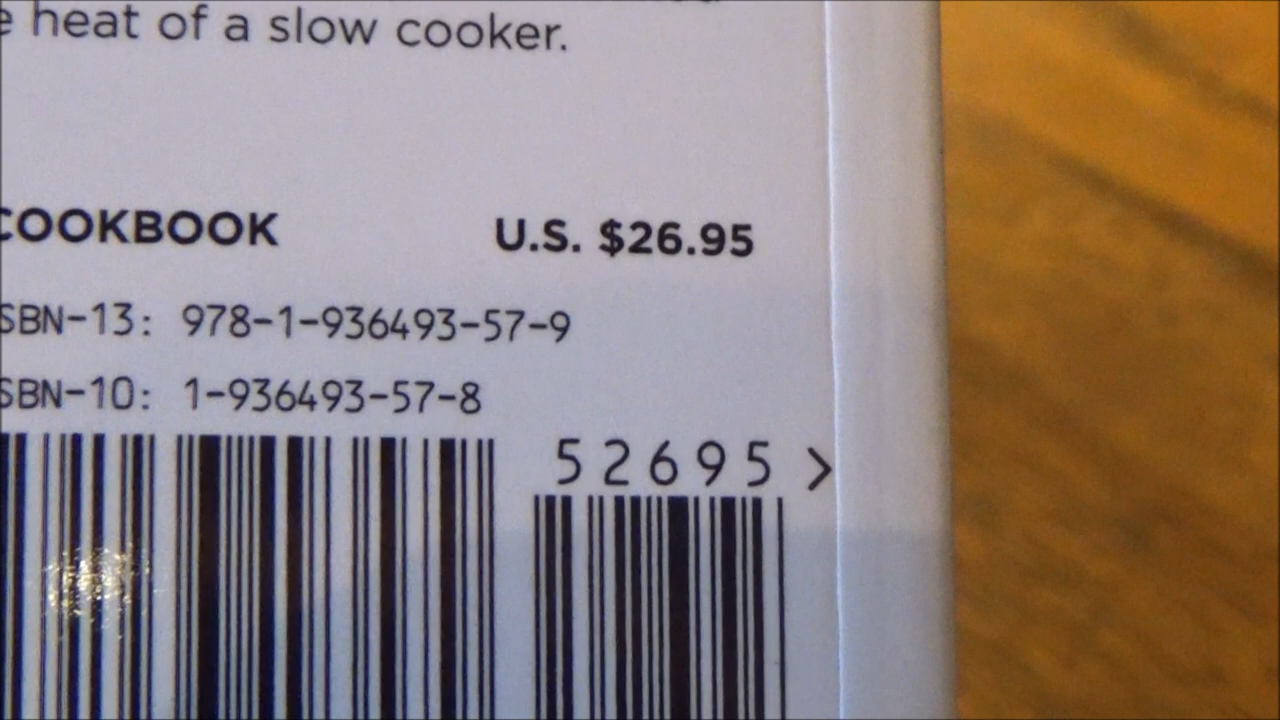 heat of a slow cooker.
COOKBOOK
U.S. $26.95
SBN-13: 978-1-936493-57-9
SBN-10: 1-936493-57-8
52695 >